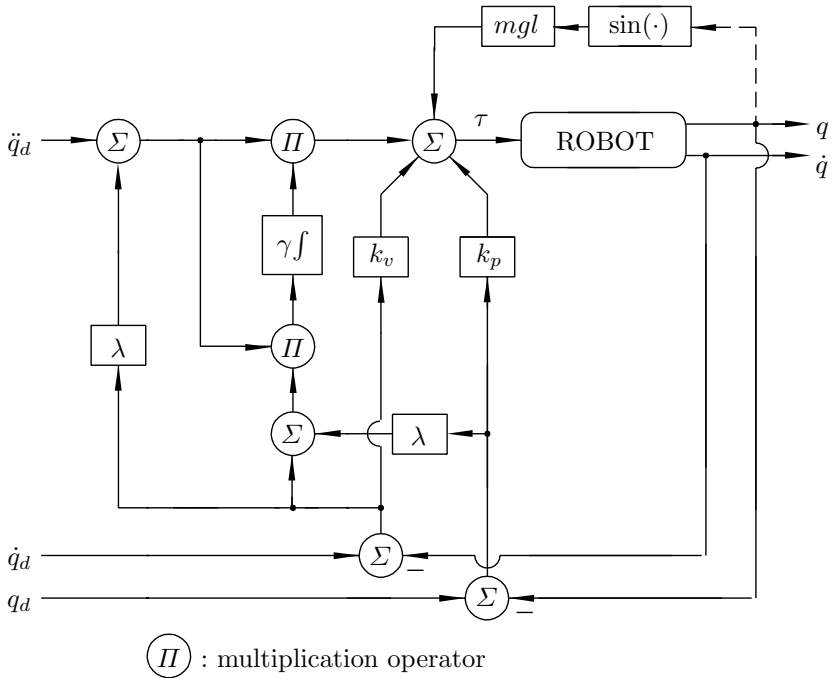 mgl sin(·)
q̈_d Σ Π Σ τ ROBOT q
q̇
γ∫ k_v k_p
λ Π
Σ λ
q̇_d Σ −
q_d Σ −
Π : multiplication operator